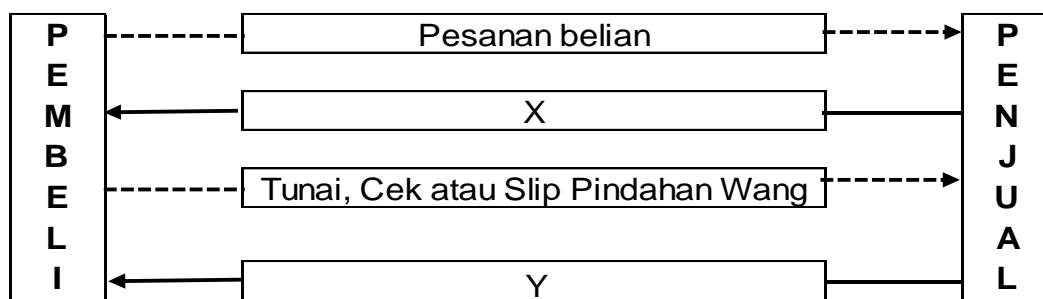 PEMBELI
Pesanan belian
X
Tunai, Cek atau Slip Pindahan Wang
Y
PENJUAL